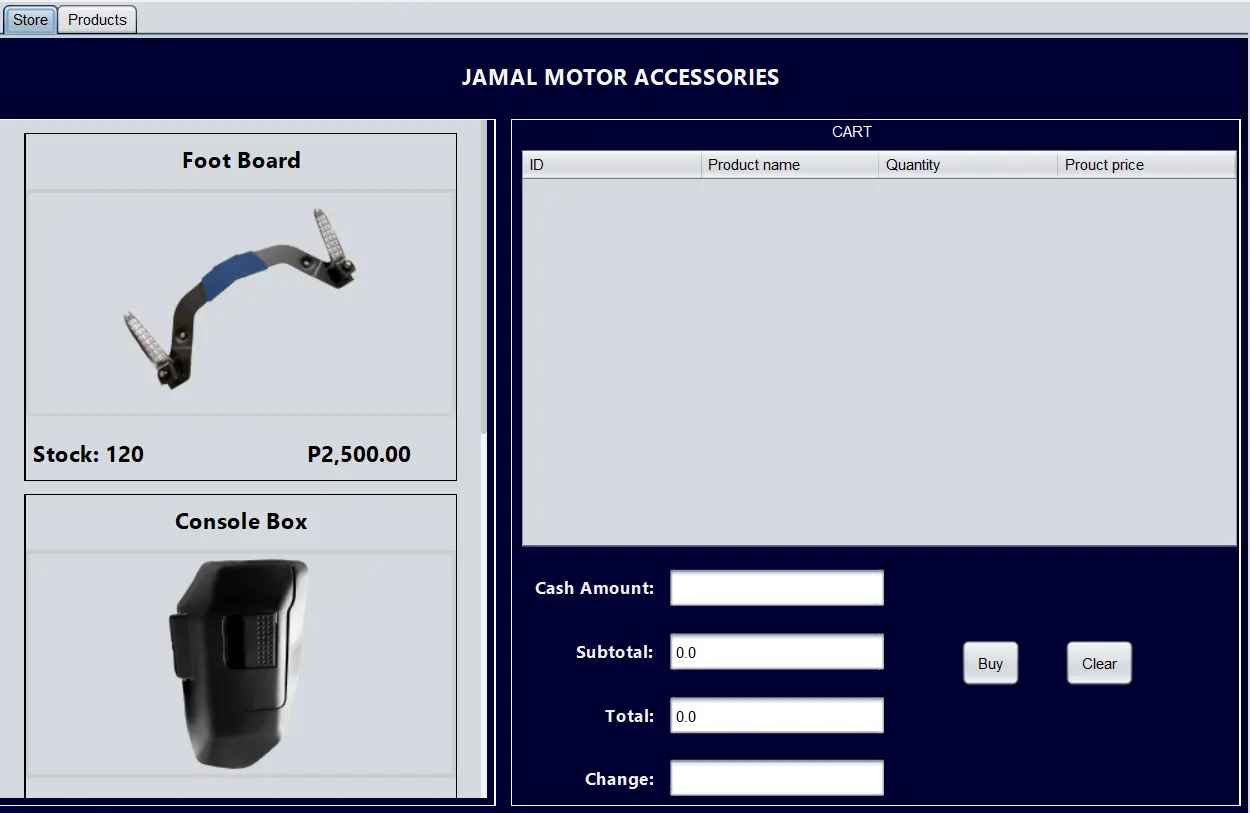 Store Products
JAMAL MOTOR ACCESSORIES
Foot Board
Stock: 120 P2,500.00
Console Box
CART
ID Product name Quantity Prouct price
Cash Amount:
Subtotal: 0.0
Total: 0.0
Change:
Buy Clear